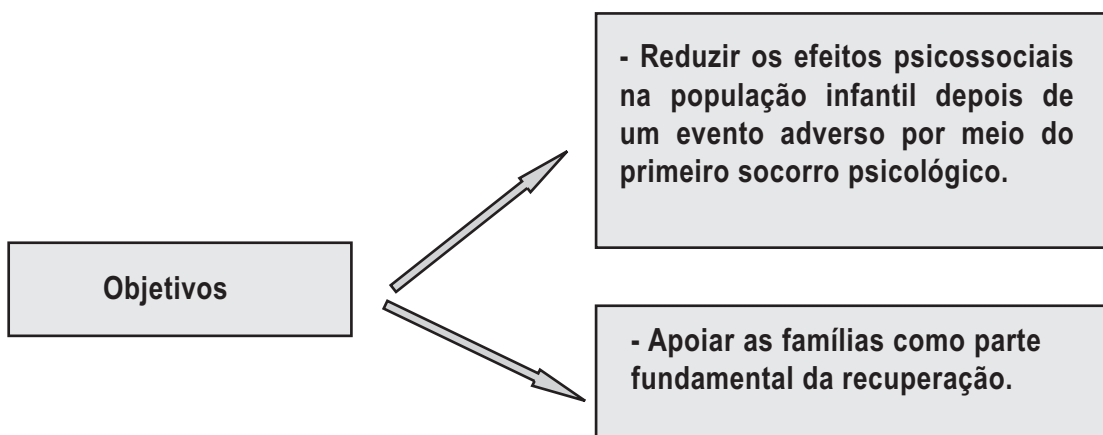 Objetivos
- Reduzir os efeitos psicossociais
na população infantil depois de
um evento adverso por meio do
primeiro socorro psicológico.
- Apoiar as famílias como parte
fundamental da recuperação.